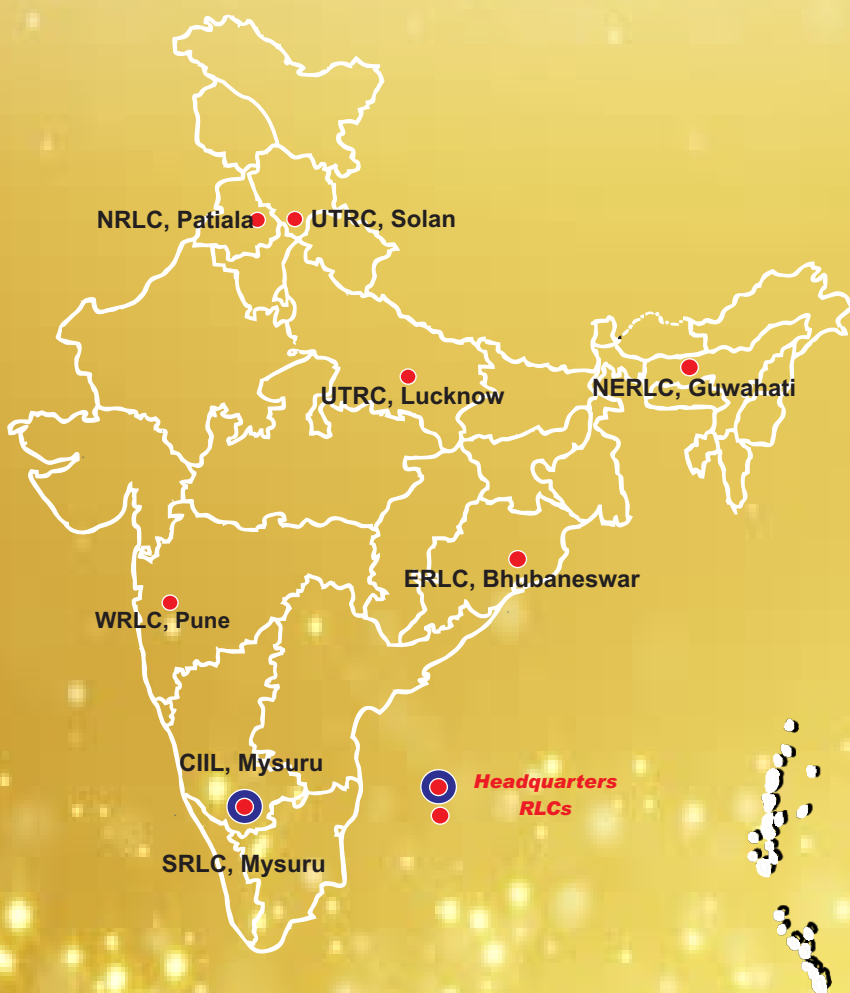 NRLC, Patiala
UTRC, Solan
UTRC, Lucknow
NERLC, Guwahati
ERLC, Bhubaneswar
WRLC, Pune
CIIL, Mysuru
Headquarters
RLCs
SRLC, Mysuru